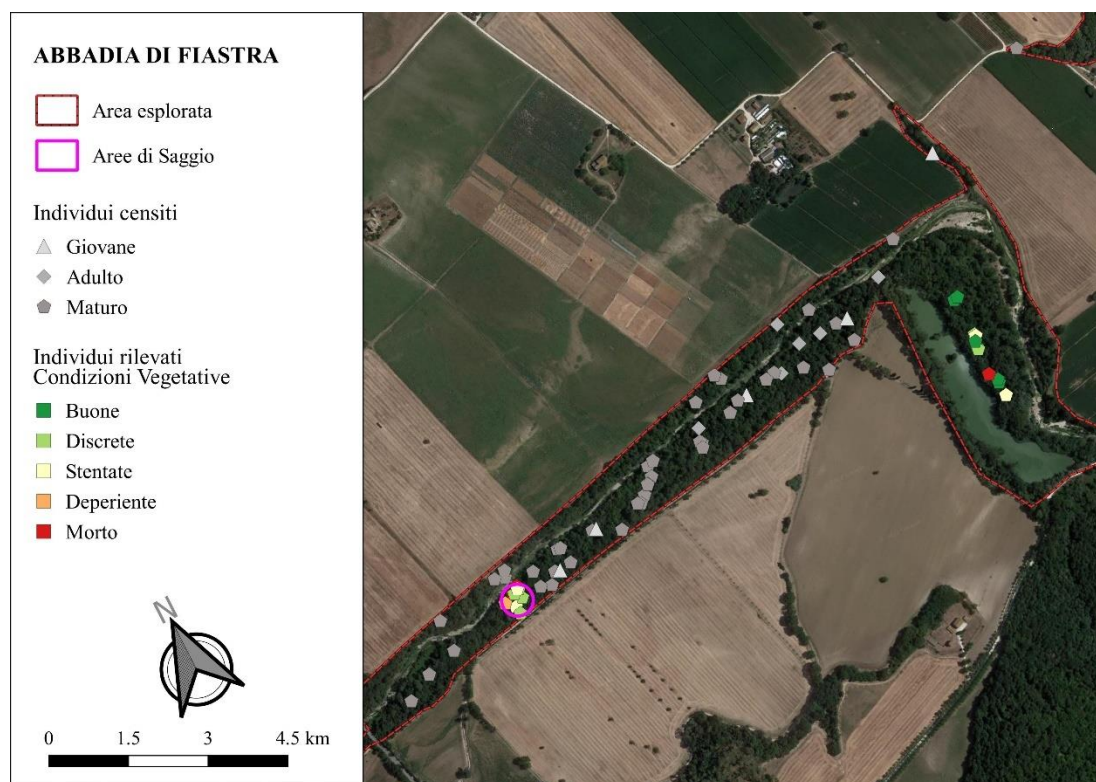 ABBADIA DI FIASTRA
Area esplorata
Aree di Saggio
Individui censiti
Giovane
Adulto
Maturo
Individui rilevati
Condizioni Vegetative
Buone
Discrete
Stentate
Deperiente
Morto
N
0 1.5 3 4.5 km